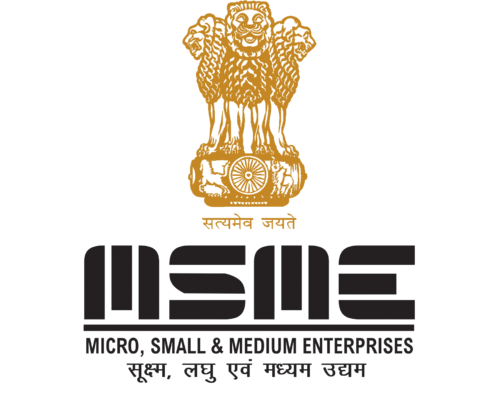 सत्यमेव जयते
MSME
MICRO, SMALL & MEDIUM ENTERPRISES
सूक्ष्म, लघु एवं मध्यम उद्यम